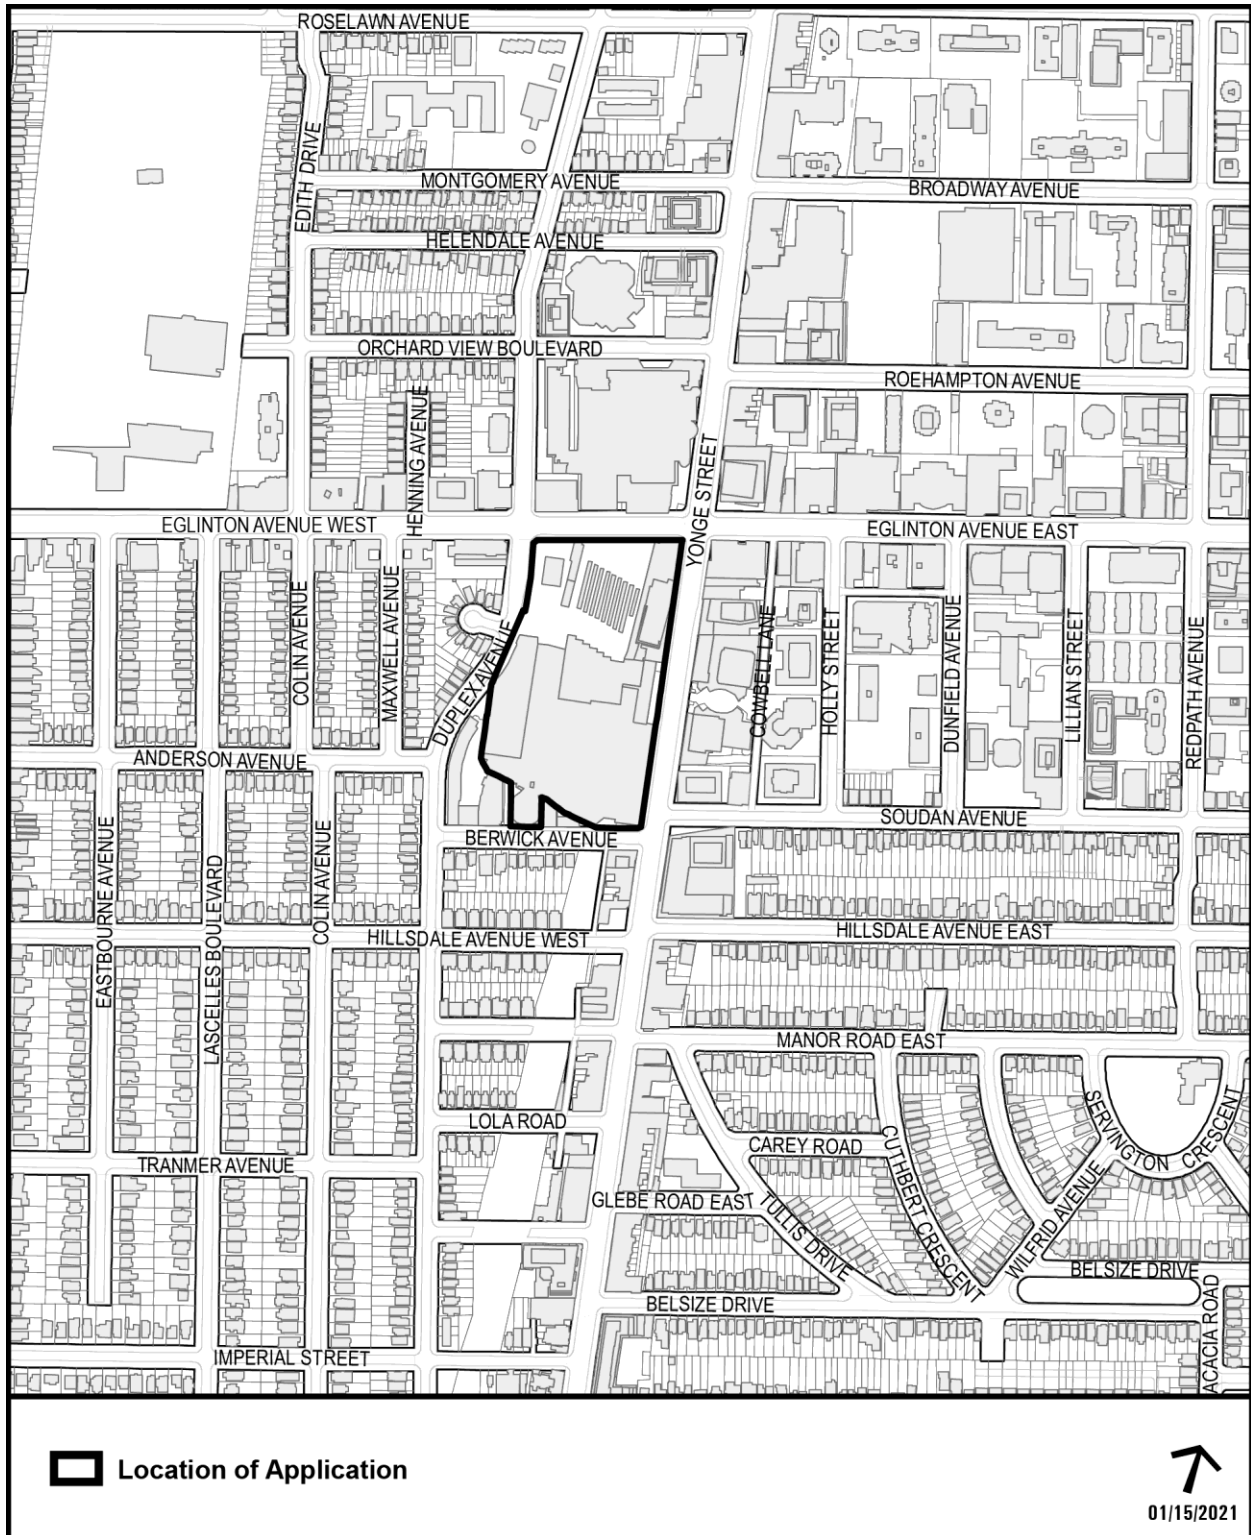 ROSELAWN AVENUE
EDITH DRIVE
MONTGOMERY AVENUE
BROADWAY AVENUE
HELENDALE AVENUE
ORCHARD VIEW BOULEVARD
ROEHAMPTON AVENUE
HENNING AVENUE
YONGE STREET
EGLINTON AVENUE WEST
EGLINTON AVENUE EAST
COLIN AVENUE
MAXWELL AVENUE
DUPLEX AVENUE
COWBELL LANE
HOLLY STREET
DUNFIELD AVENUE
LILLIAN STREET
REDPATH AVENUE
ANDERSON AVENUE
SOUDAN AVENUE
BERWICK AVENUE
EASTBOURNE AVENUE
LASCELLES BOULEVARD
COLIN AVENUE
HILLSDALE AVENUE WEST
HILLSDALE AVENUE EAST
MANOR ROAD EAST
LOLA ROAD
CAREY ROAD
CUTHBERT CRESCENT
SERVINGTON CRESCENT
TRANMER AVENUE
GLEBE ROAD EAST
TULLIS DRIVE
WILFRID AVENUE
BELSIZE DRIVE
BELSIZE DRIVE
ACACIA ROAD
IMPERIAL STREET
Location of Application
01/15/2021